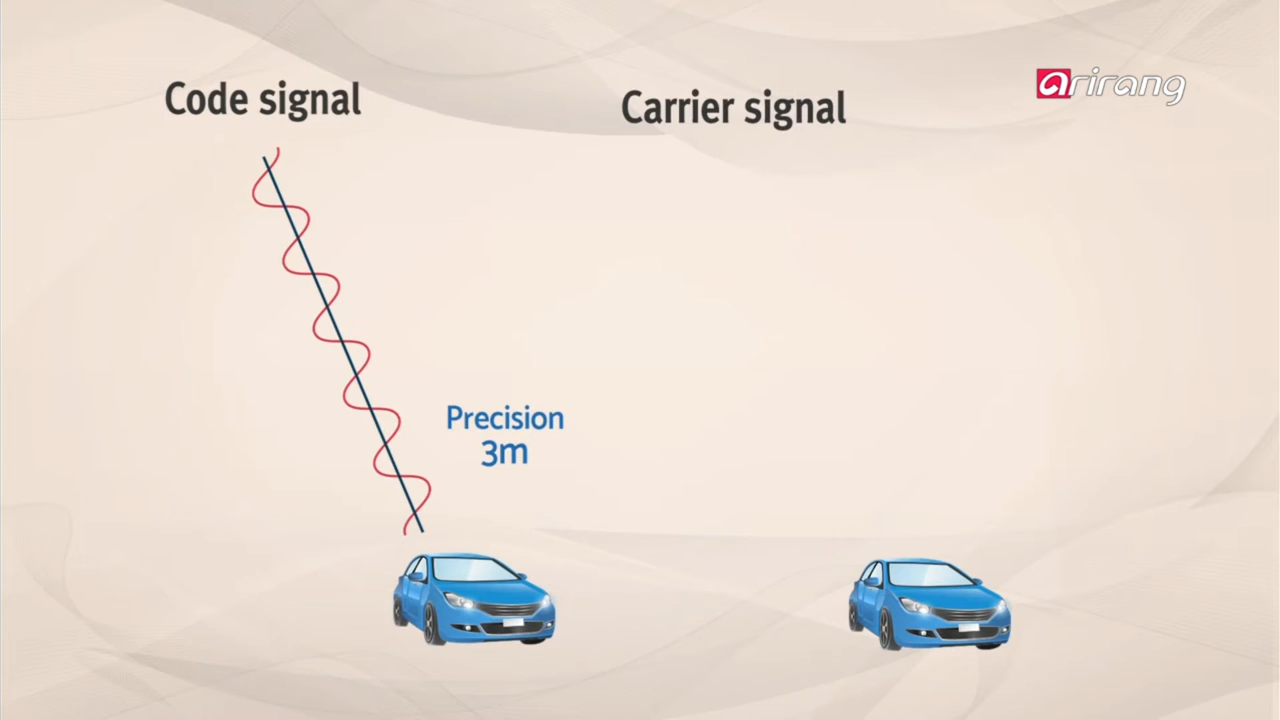 Code signal
Carrier signal
arirang
Precision
3m